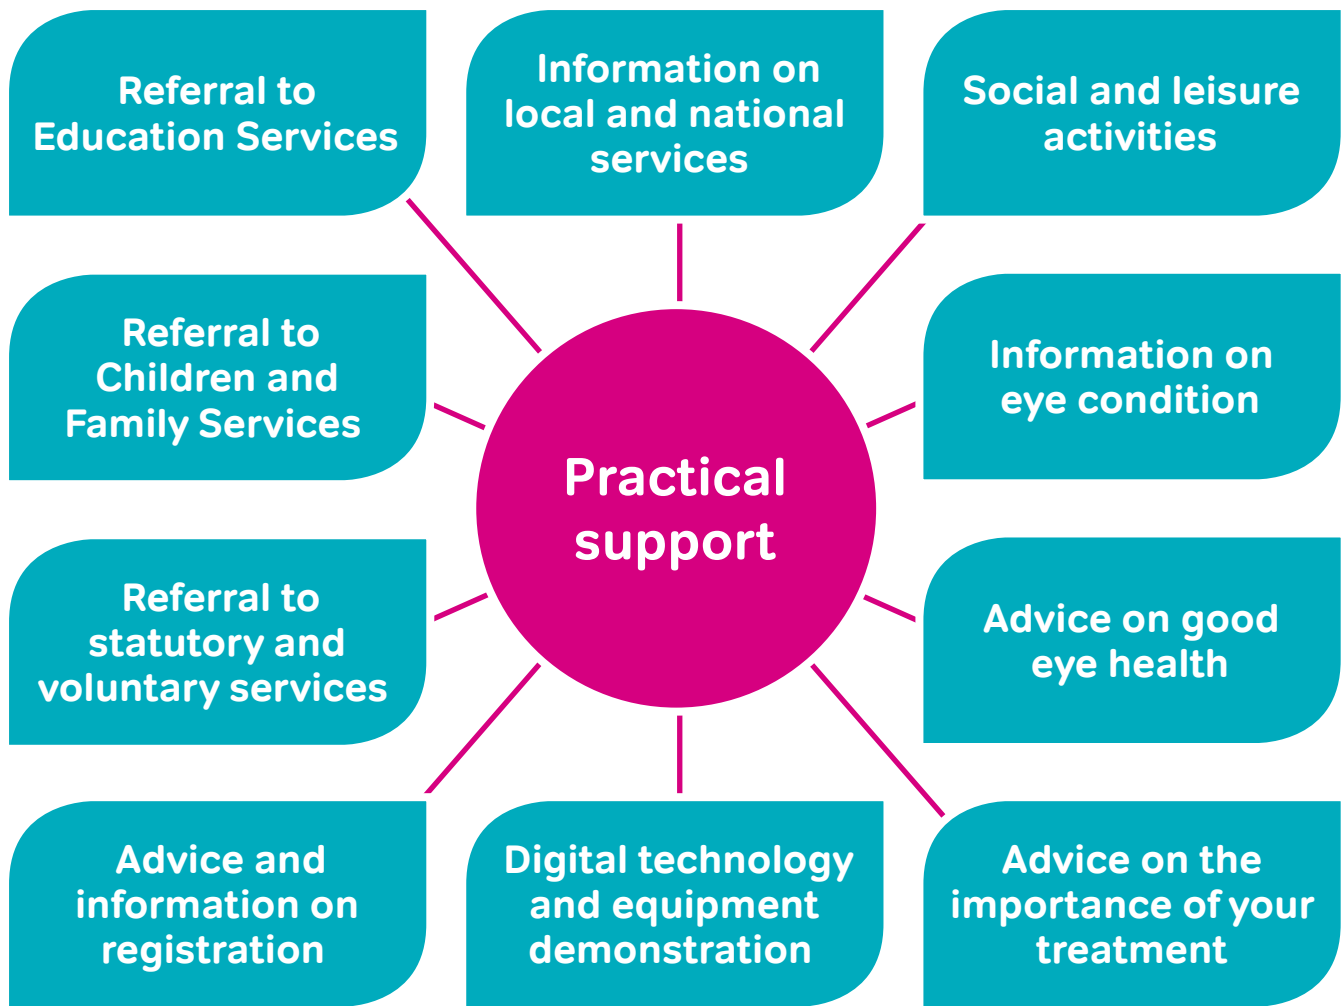 Referral to
Education Services
Information on
local and national
services
Social and leisure
activities
Referral to
Children and
Family Services
Information on
eye condition
Practical
support
Referral to
statutory and
voluntary services
Advice on good
eye health
Advice and
information on
registration
Digital technology
and equipment
demonstration
Advice on the
importance of your
treatment